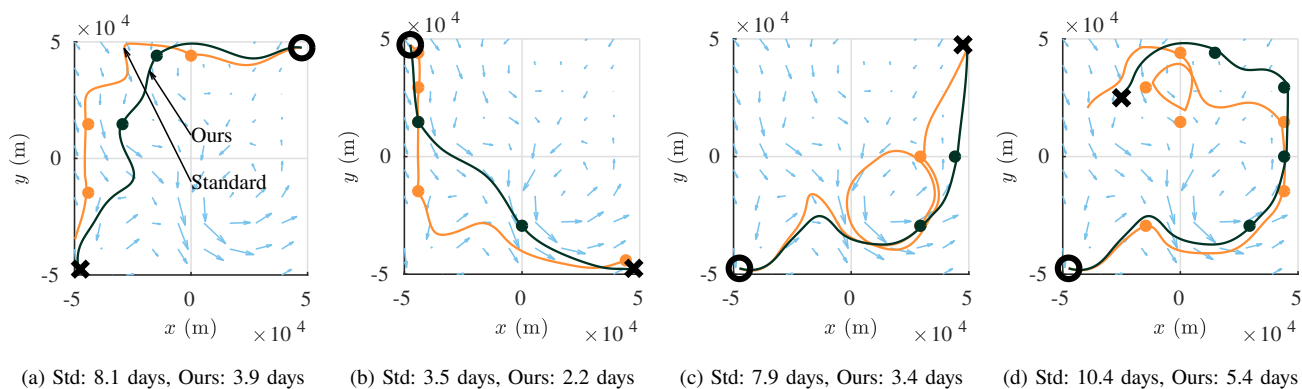 × 10 4
5
0
-5
y (m)
Ours
Standard
-5 0 5
x (m) × 10 4
(a) Std: 8.1 days, Ours: 3.9 days
× 10 4
5
0
-5
y (m)
-5 0 5
x (m) × 10 4
(b) Std: 3.5 days, Ours: 2.2 days
× 10 4
5
0
-5
y (m)
-5 0 5
x (m) × 10 4
(c) Std: 7.9 days, Ours: 3.4 days
× 10 4
5
0
-5
y (m)
-5 0 5
x (m) × 10 4
(d) Std: 10.4 days, Ours: 5.4 days